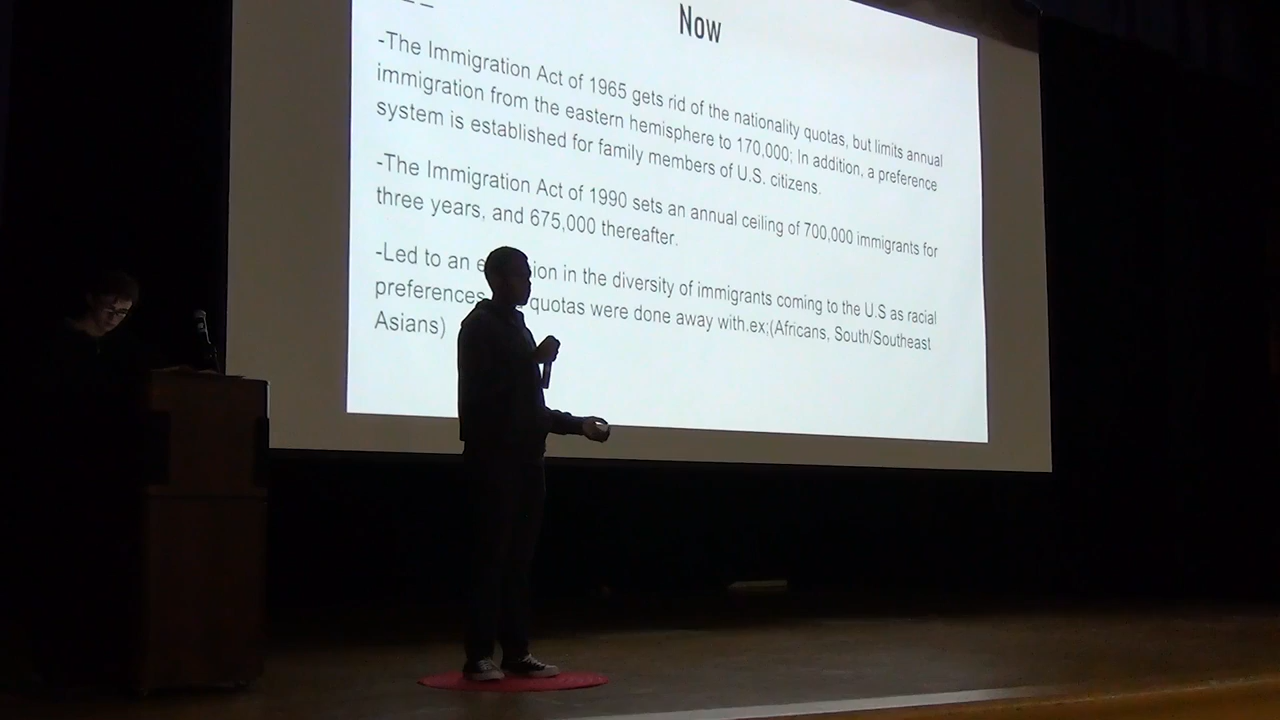 Now
-The Immigration Act of 1965 gets rid of the nationality quotas, but limits annual
immigration from the eastern hemisphere to 170,000; In addition, a preference
system is established for family members of U.S. citizens.
-The Immigration Act of 1990 sets an annual ceiling of 700,000 immigrants for
three years, and 675,000 thereafter.
-Led to an in the diversity of immigrants coming to the U.S as racial
preferences quotas were done away with.ex;(Africans, South/Southeast
Asians)